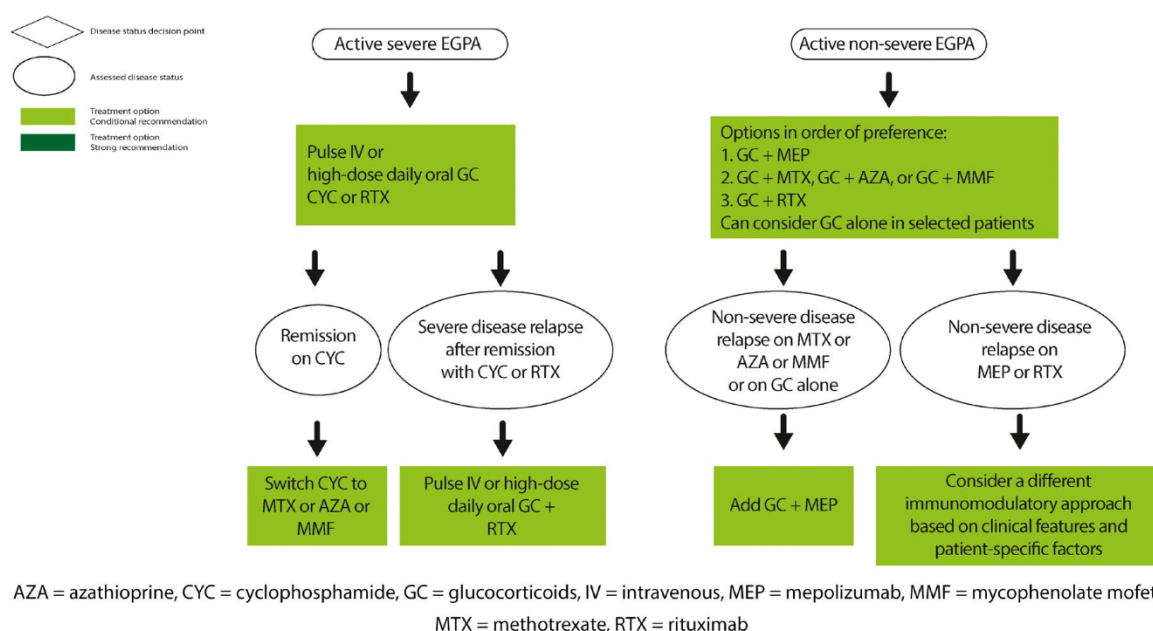 Disease status decision point
Assessed disease status
Treatment option
Conditional recommendation
Treatment option
Strong recommendation
Active severe EGPA
Pulse IV or
high-dose daily oral GC
CYC or RTX
Remission
on CYC
Severe disease relapse
after remission
with CYC or RTX
Switch CYC to
MTX or AZA or
MMF
Pulse IV or high-dose
daily oral GC +
RTX
Active non-severe EGPA
Options in order of preference:
1. GC + MEP
2. GC + MTX, GC + AZA, or GC + MMF
3. GC + RTX
Can consider GC alone in selected patients
Non-severe disease
relapse on MTX or
AZA or MMF
or on GC alone
Non-severe disease
relapse on
MEP or RTX
Add GC + MEP
Consider a different
immunomodulatory approach
based on clinical features and
patient-specific factors
AZA = azathioprine, CYC = cyclophosphamide, GC = glucocorticoids, IV = intravenous, MEP = mepolizumab, MMF = mycophenolate mofet
MTX = methotrexate, RTX = rituximab